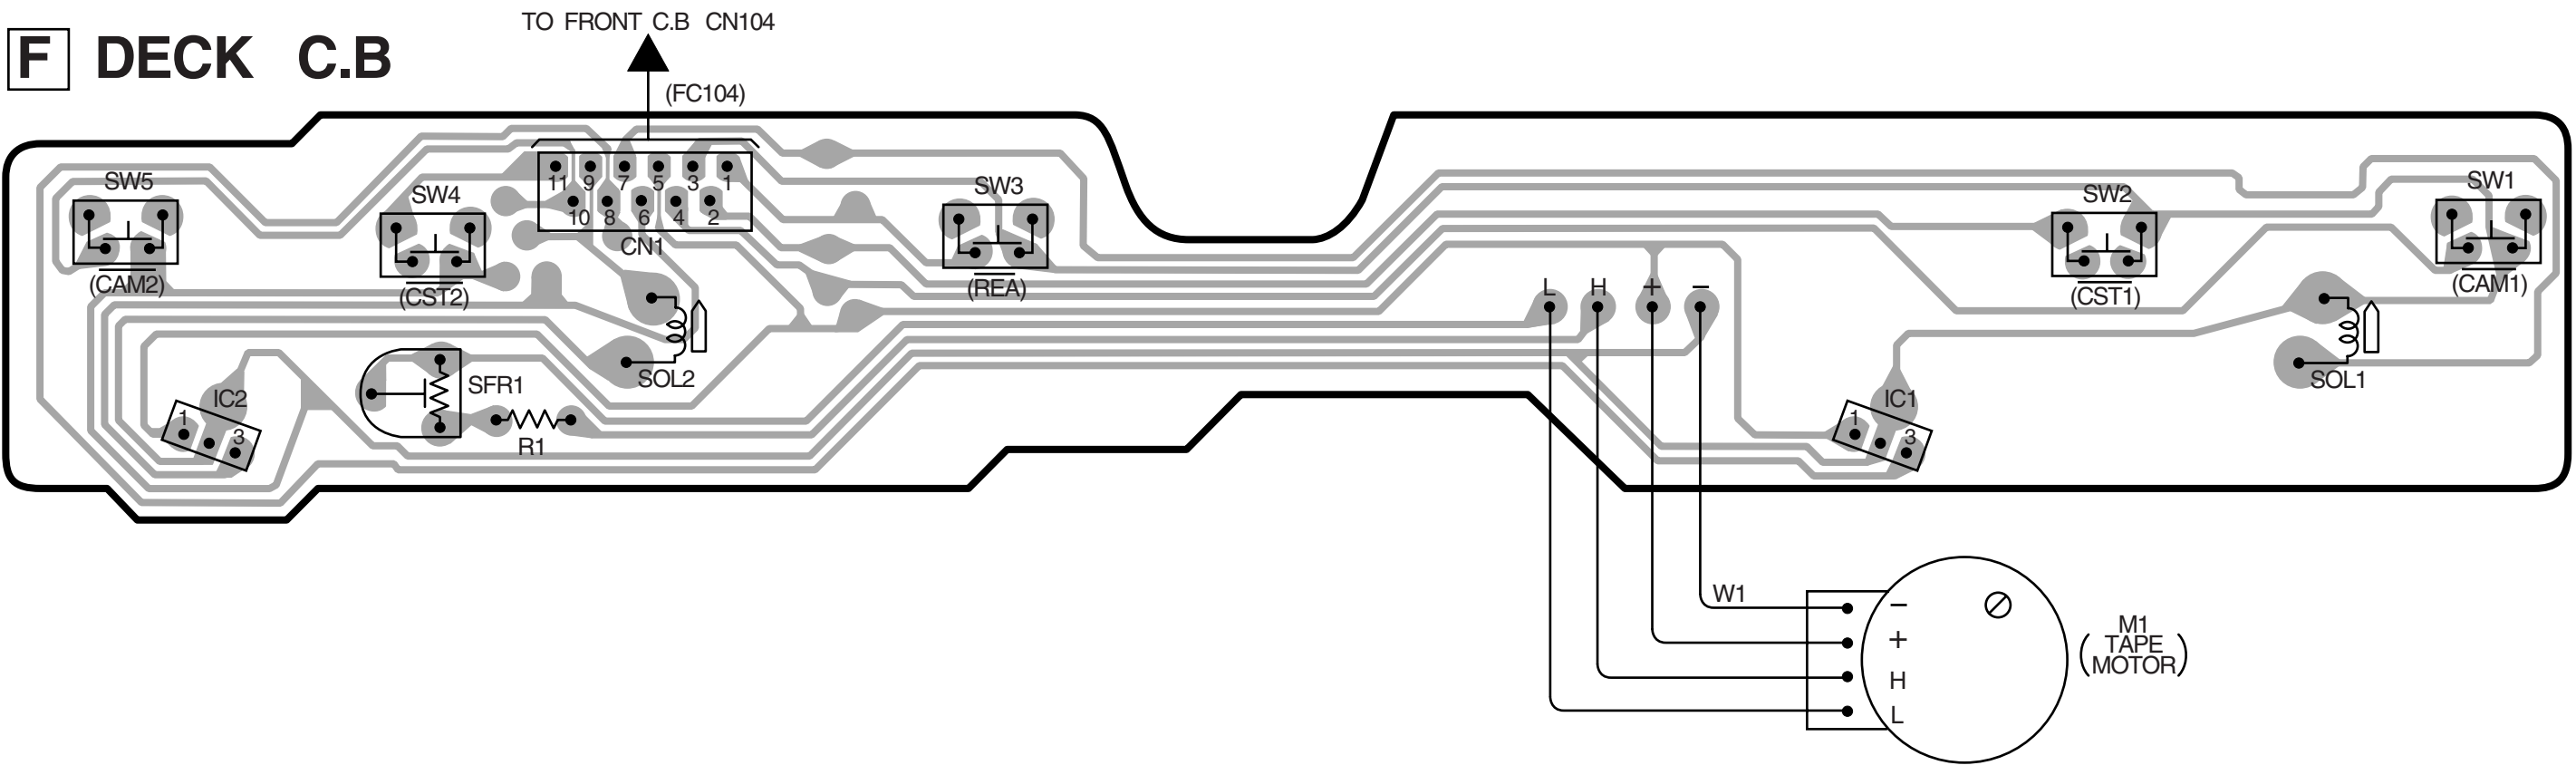 TO FRONT C.B CN104
F DECK C.B
(FC104)
SW5
SW4
11 9 7 5 3 1
10 8 6 4 2
CN1
SW3
SW2
SW1
(CAM2)
(CST2)
(REA)
(CST1)
(CAM1)
L H + −
SOL2
SOL1
SFR1
IC2
1
3
R1
IC1
1
3
W1
−
+
H
L
M1
TAPE
(MOTOR)